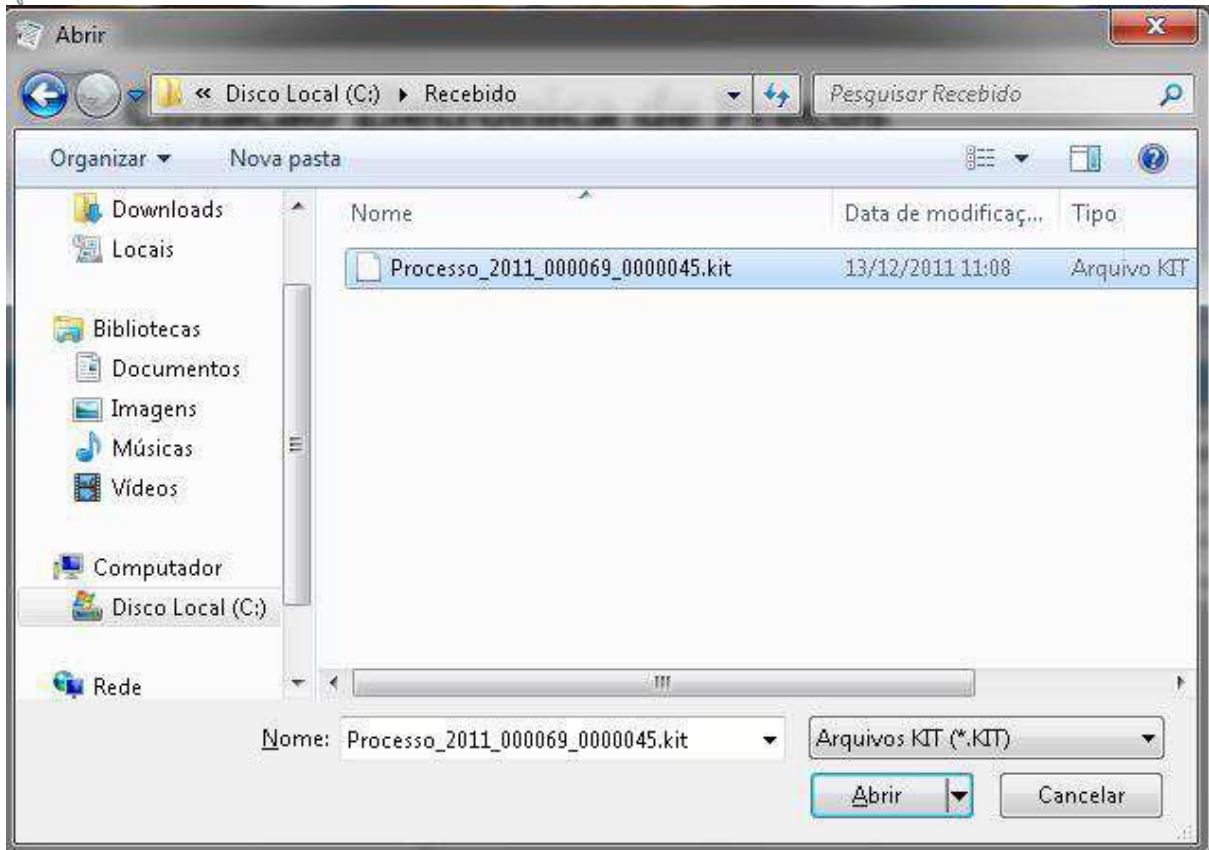 Abrir
« Disco Local (C:) ▸ Recebido
Pesquisar Recebido
Organizar Nova pasta
Downloads
Locais
Bibliotecas
Documentos
Imagens
Músicas
Vídeos
Computador
Disco Local (C:)
Rede
Nome Data de modificaç... Tipo
Processo_2011_000069_0000045.kit 13/12/2011 11:08 Arquivo KIT
Nome: Processo_2011_000069_0000045.kit Arquivos KIT (*.KIT)
Abrir Cancelar